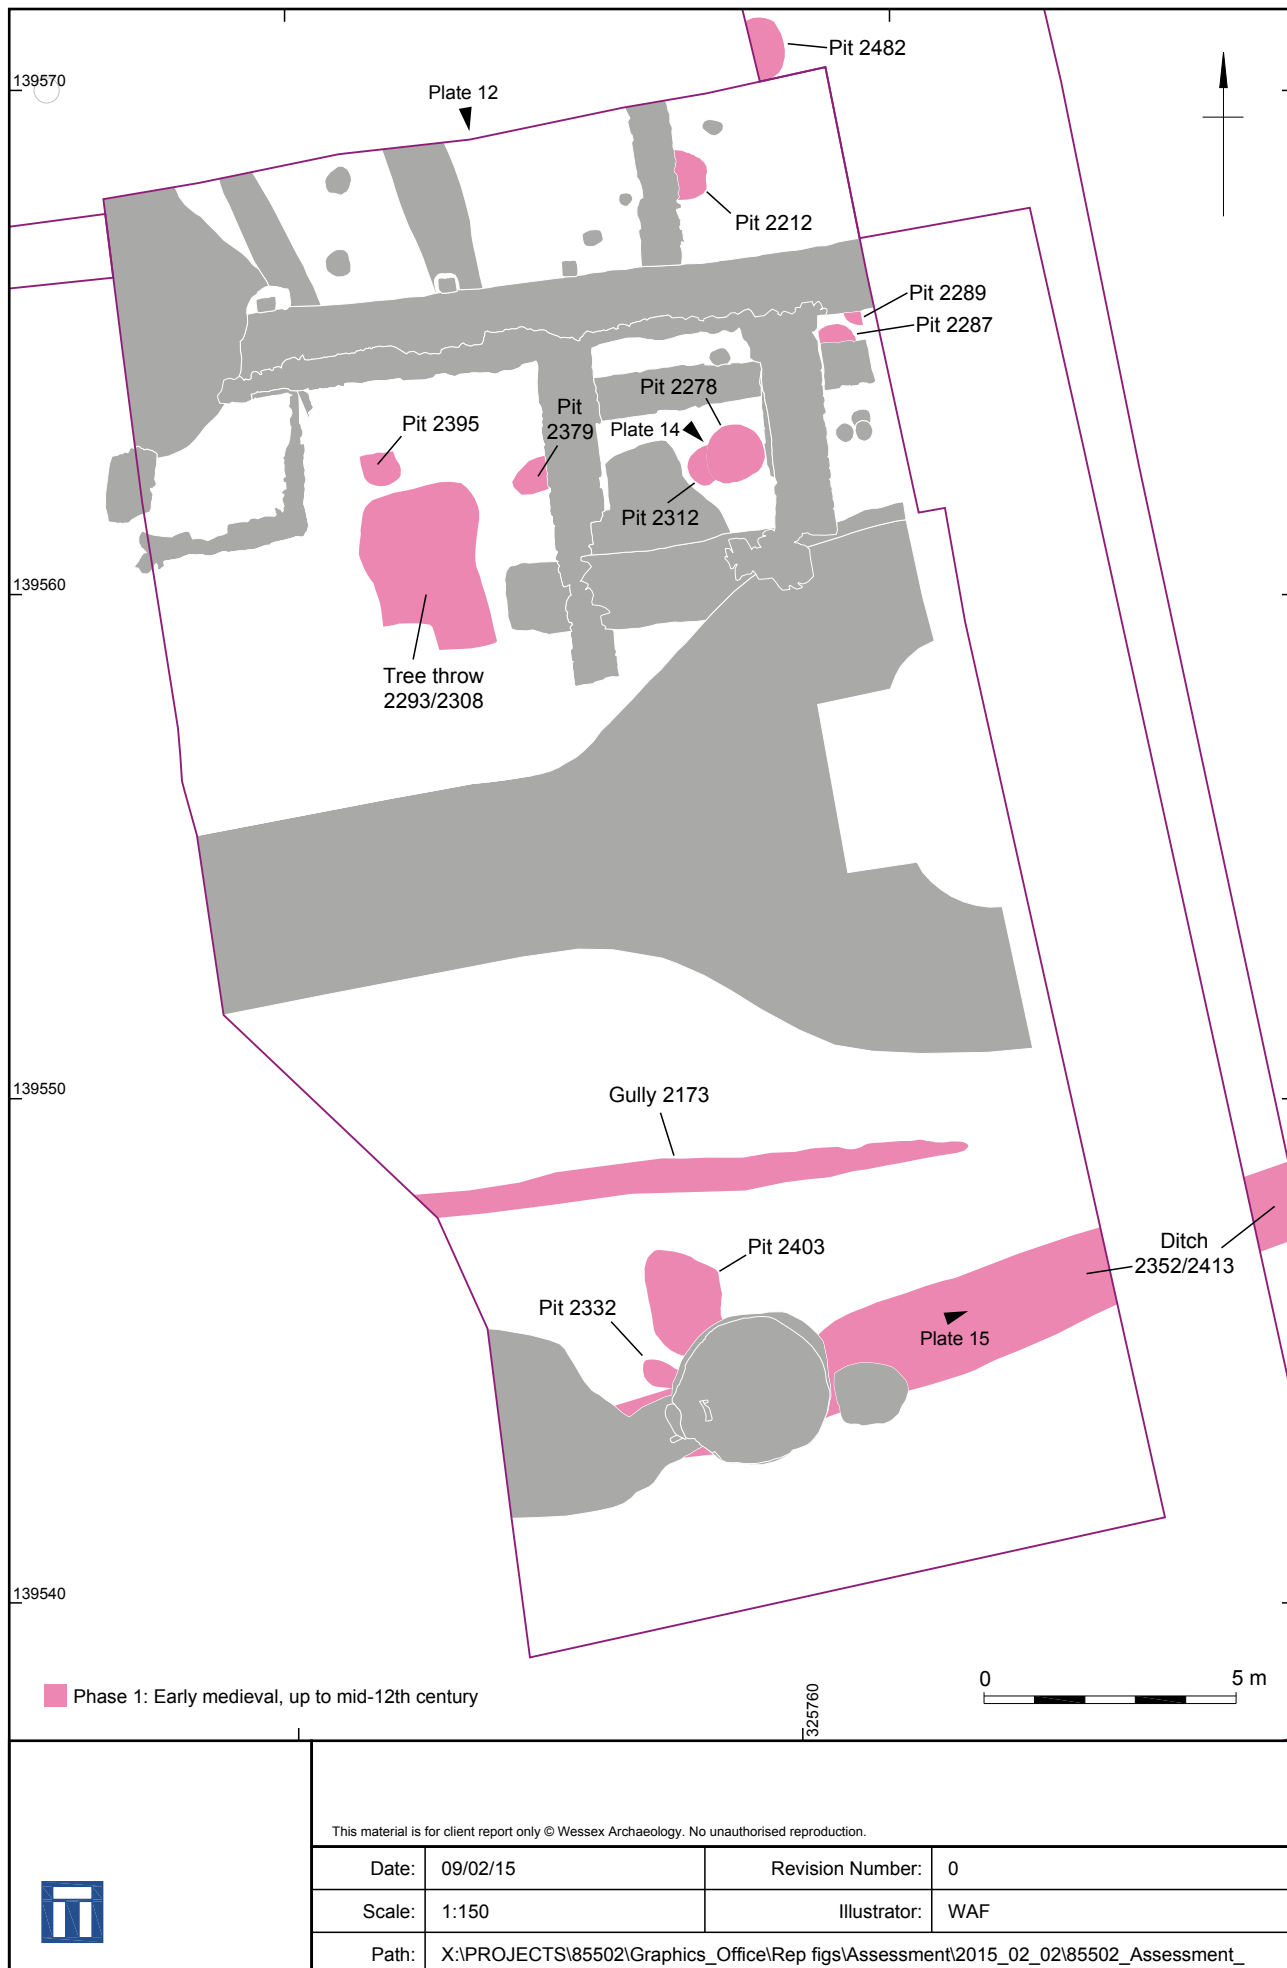 Pit 2482
139570
Plate 12
Pit 2212
Pit 2289
Pit 2287
Pit 2278
Pit
2379
Pit 2395
Plate 14
Pit 2312
139560
Tree throw
2293/2308
139550
Gully 2173
Pit 2403
Ditch
2352/2413
Pit 2332
Plate 15
139540
0
5 m
Phase 1: Early medieval, up to mid-12th century
325760
This material is for client report only © Wessex Archaeology. No unauthorised reproduction.
Date: 09/02/15 Revision Number: 0
Scale: 1:150 Illustrator: WAF
Path: X:\PROJECTS\85502\Graphics_Office\Rep figs\Assessment\2015_02_02\85502_Assessment_